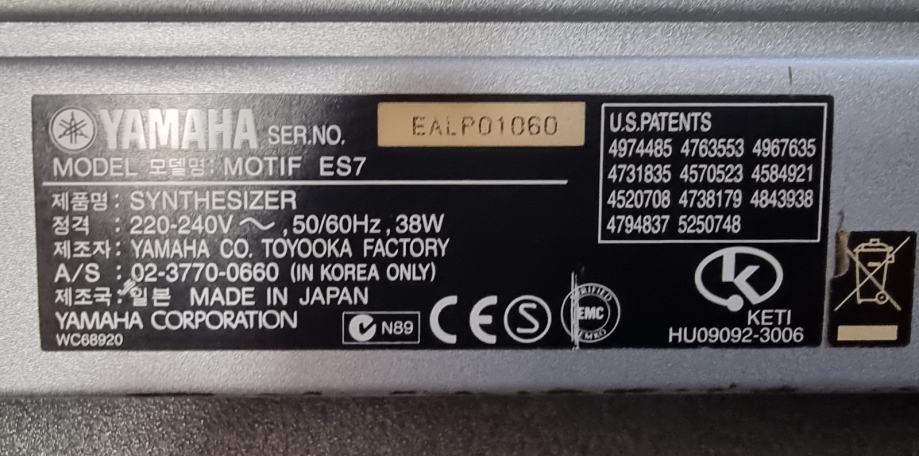 YAMAHA SER.NO. EALP01060
MODEL 모델명: MOTIF ES7
제품명: SYNTHESIZER
정격 : 220-240V ～ ,50/60Hz ,38W
제조자: YAMAHA CO. TOYOOKA FACTORY
A/S : 02-3770-0660 (IN KOREA ONLY)
제조국: 일본 MADE IN JAPAN
YAMAHA CORPORATION
WC68920
N89
CE
S
EMC
U.S.PATENTS
4974485 4763553 4967635
4731835 4570523 4584921
4520708 4738179 4843938
4794837 5250748
K
KETI
HU09092-3006